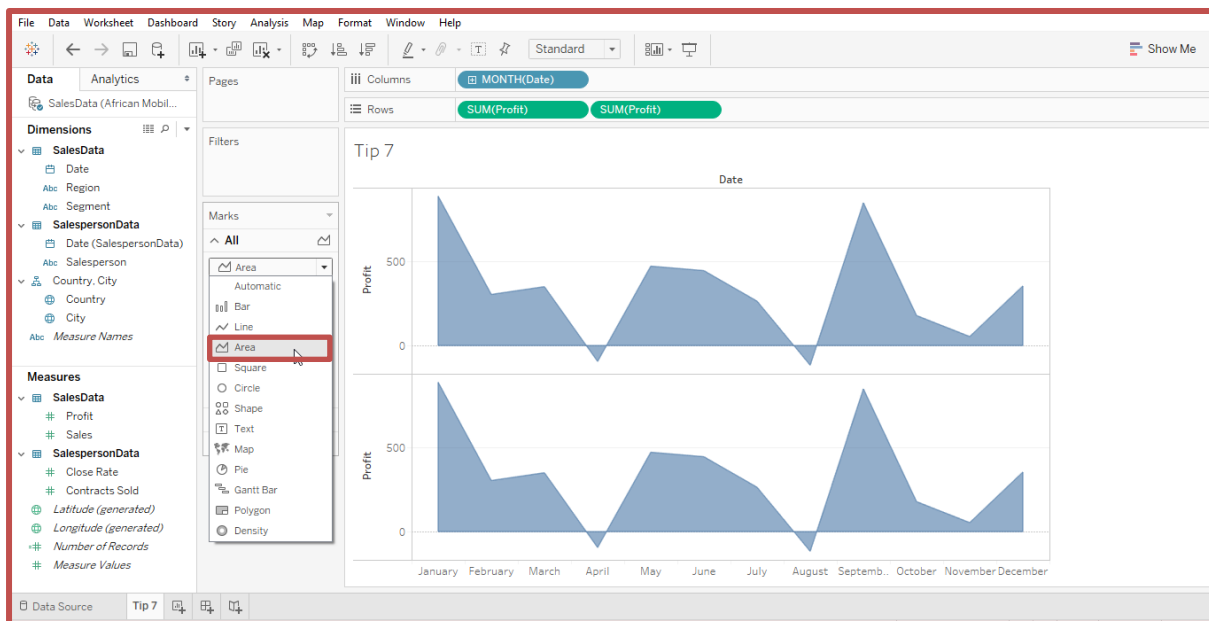 File Data Worksheet Dashboard Story Analysis Map Format Window Help
Standard
Show Me
Data Analytics
SalesData (African Mobil...
Dimensions
SalesData
Date
Abc Region
Abc Segment
SalespersonData
Date (SalespersonData)
Abc Salesperson
Country, City
Country
City
Abc Measure Names
Measures
SalesData
# Profit
# Sales
SalespersonData
# Close Rate
# Contracts Sold
Latitude (generated)
Longitude (generated)
=# Number of Records
# Measure Values
Pages
Filters
Marks
All
Area
Automatic
Bar
Line
Area
Square
Circle
Shape
T Text
Map
Pie
Gantt Bar
Polygon
Density
iii Columns
MONTH(Date)
Rows
SUM(Profit) SUM(Profit)
Tip 7
Date
Profit
500
0
Profit
500
0
January February March April May June July August Septemb.. October November December
Data Source Tip 7